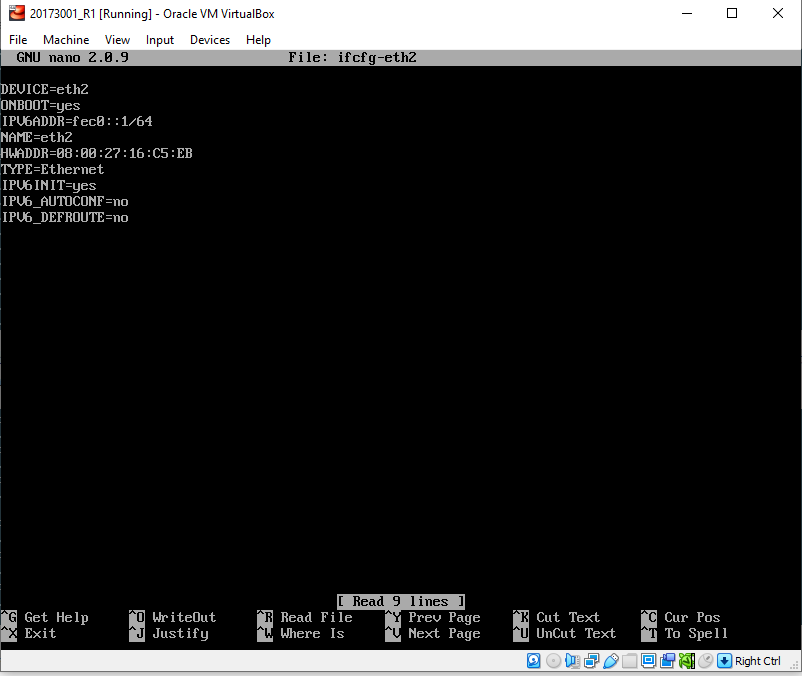 20173001_R1 [Running] - Oracle VM VirtualBox
File Machine View Input Devices Help
GNU nano 2.0.9 File: ifcfg-eth2
DEVICE=eth2
ONBOOT=yes
IPV6ADDR=fec0::1/64
NAME=eth2
HWADDR=08:00:27:16:C5:EB
TYPE=Ethernet
IPV6INIT=yes
IPV6_AUTOCONF=no
IPV6_DEFROUTE=no
[ Read 9 lines ]
^G Get Help ^O WriteOut ^R Read File ^Y Prev Page ^K Cut Text ^C Cur Pos
^X Exit ^J Justify ^W Where Is ^V Next Page ^U UnCut Text ^T To Spell
Right Ctrl